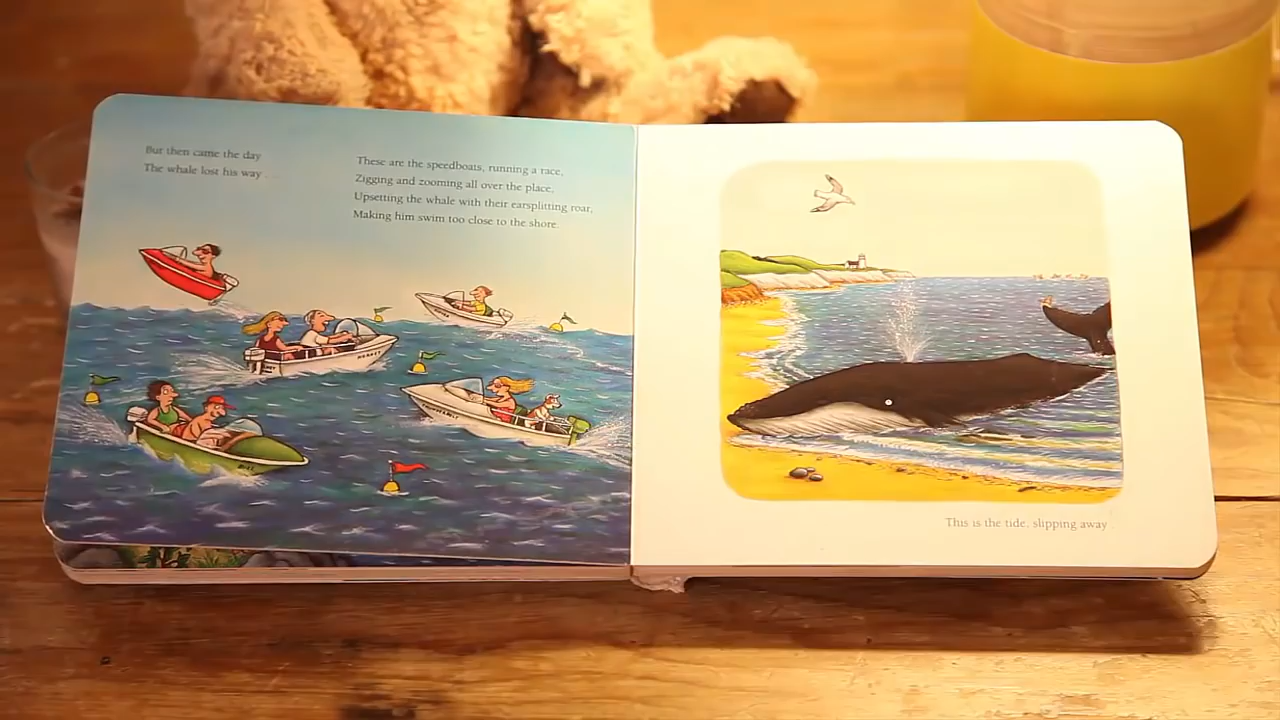 But then came the day
The whale lost his way . . .
These are the speedboats, running a race,
Zigging and zooming all over the place,
Upsetting the whale with their earsplitting roar,
Making him swim too close to the shore.
This is the tide, slipping away . .